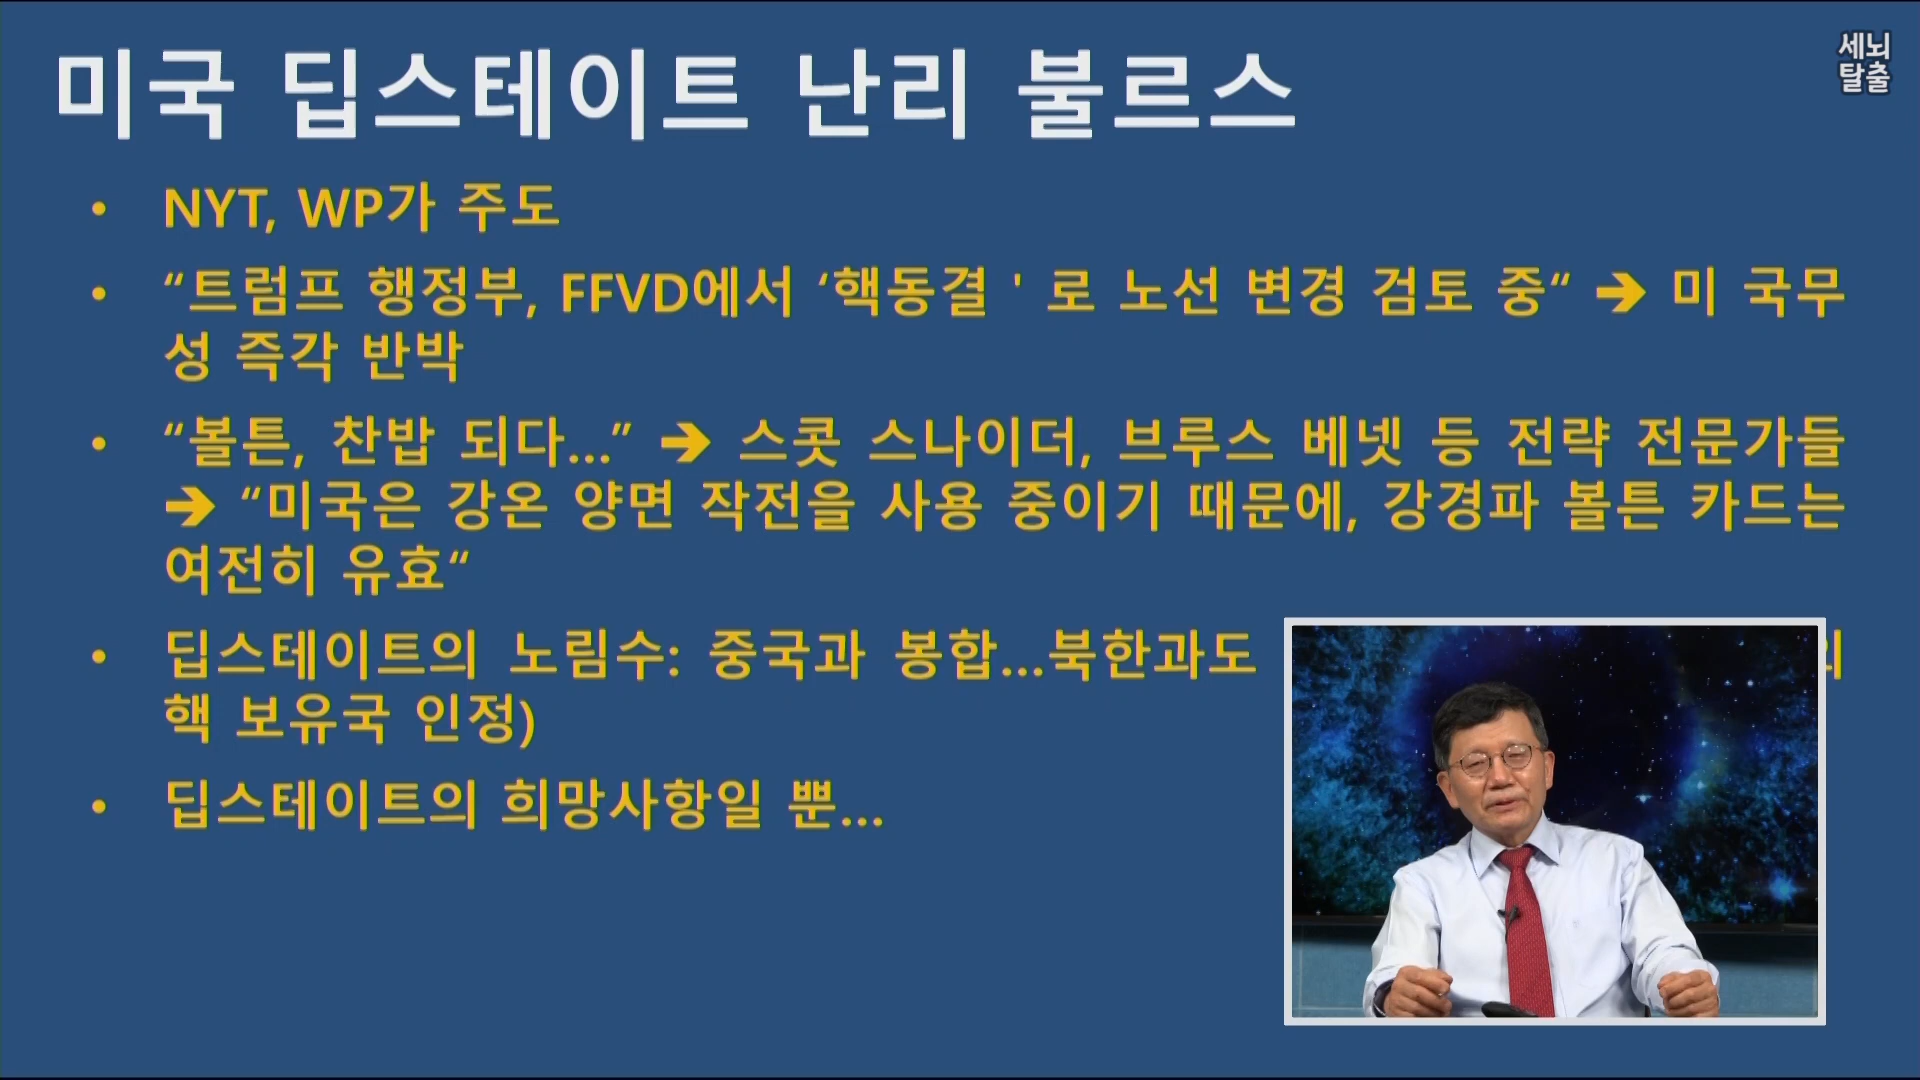 미국 딥스테이트 난리 불르스
세뇌
탈출
• NYT, WP가 주도
• “트럼프 행정부, FFVD에서 ‘핵동결 ' 로 노선 변경 검토 중“ ➔ 미 국무
성 즉각 반박
• “볼튼, 찬밥 되다...” ➔ 스콧 스나이더, 브루스 베넷 등 전략 전문가들
➔ “미국은 강온 양면 작전을 사용 중이기 때문에, 강경파 볼튼 카드는
여전히 유효“
• 딥스테이트의 노림수: 중국과 봉합...북한과도
핵 보유국 인정)
• 딥스테이트의 희망사항일 뿐...